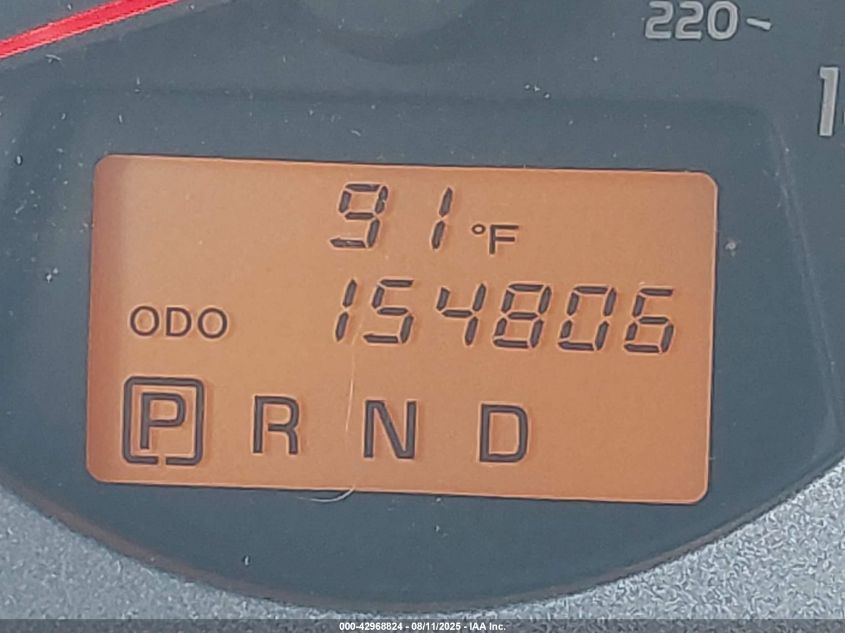 220
91 °F
ODO 154806
P R N D
000-42968824 - 08/11/2025 - IAA Inc.